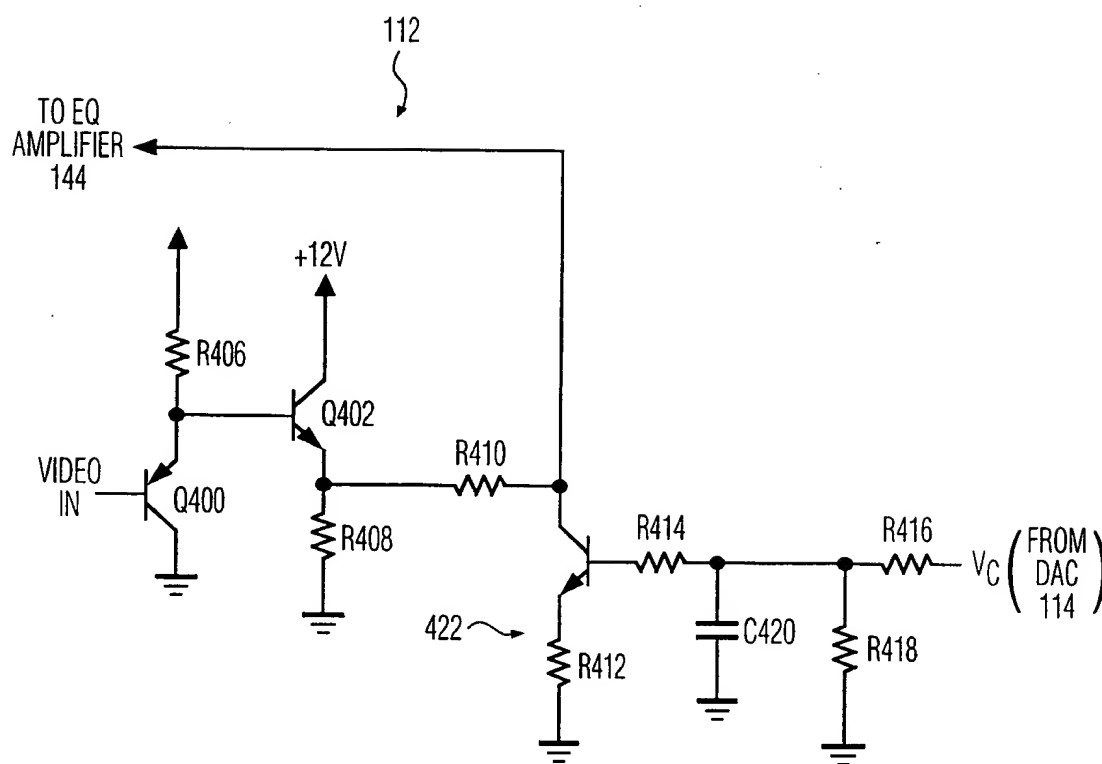 112
TO EQ
AMPLIFIER
144
+12V
R406
Q402
VIDEO
IN
Q400
R410
R408
R414
R416
VC (FROM
DAC
114)
422
R412
C420
R418